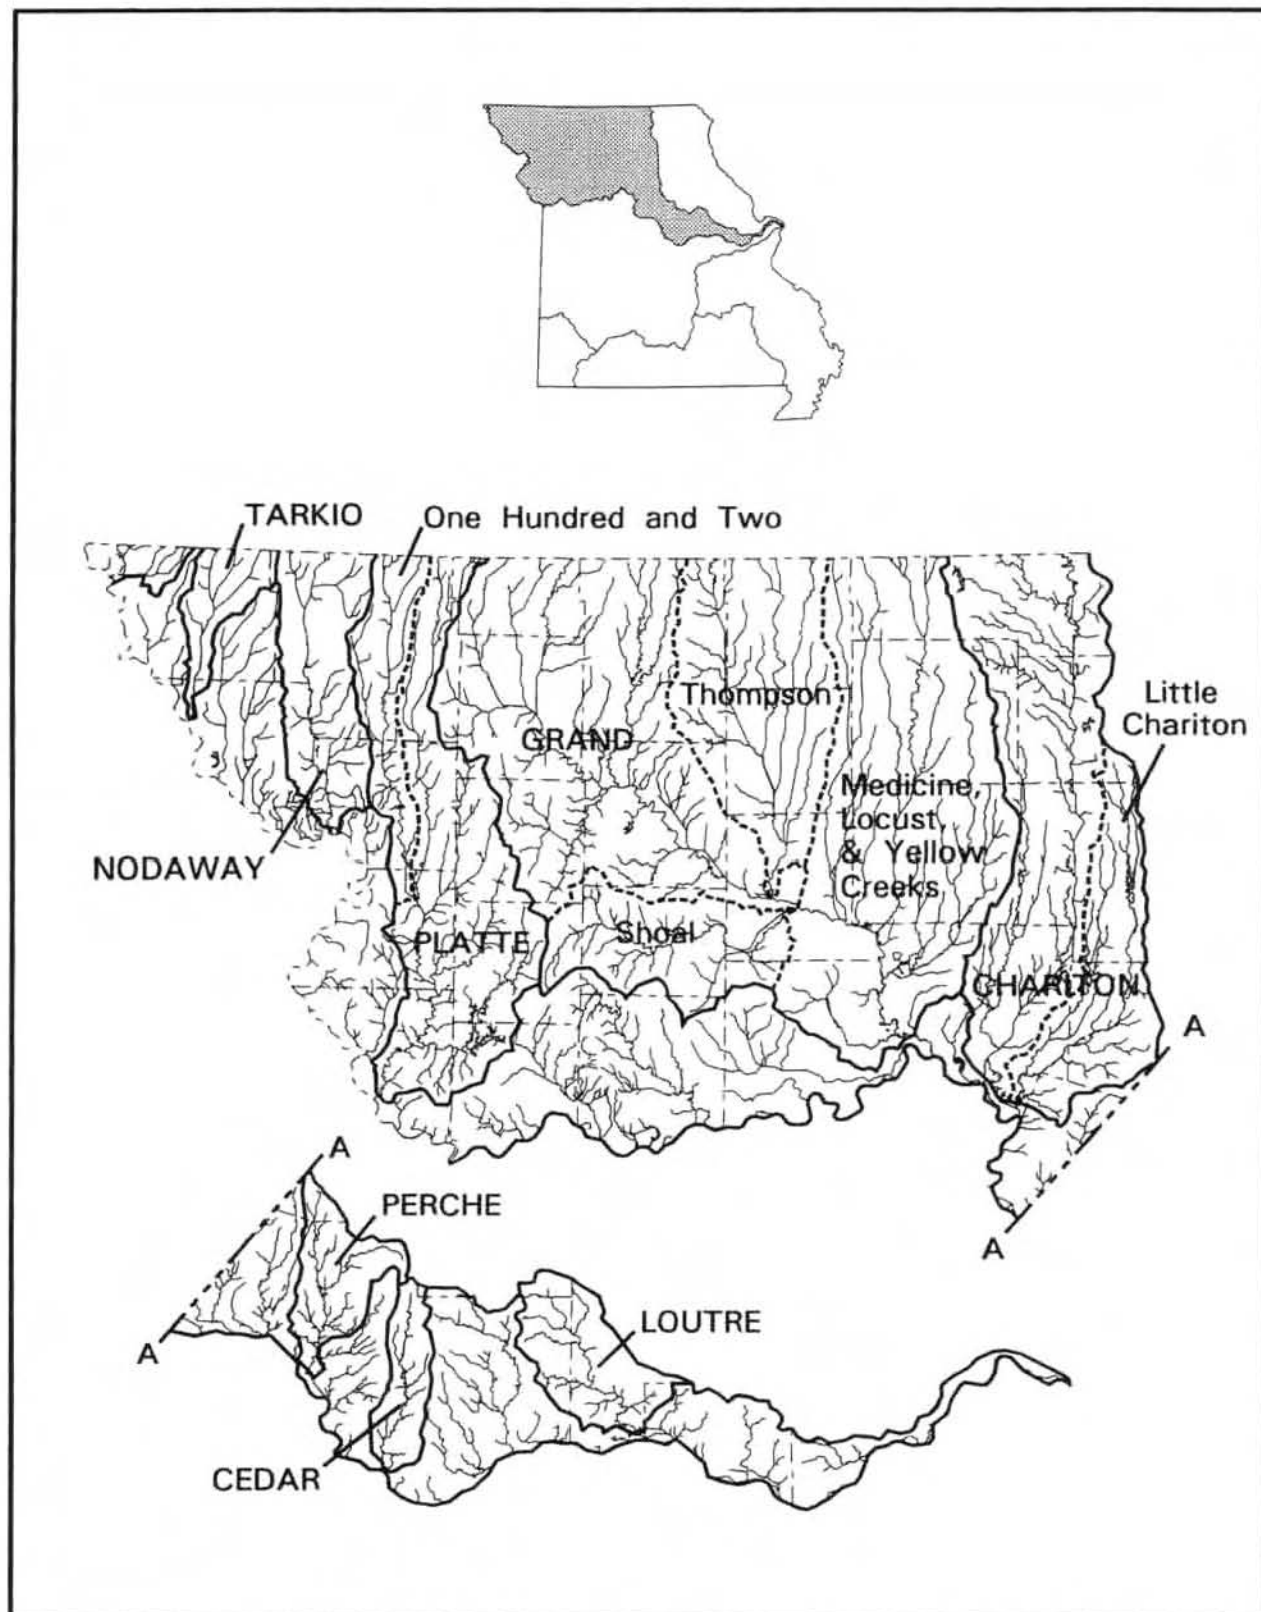 TARKIO
One Hundred and Two
Thompson
Little
Chariton
GRAND
Medicine,
Locust,
& Yellow
Creeks
NODAWAY
PLATTE
Shoal
CHARITON
A
A
A
PERCHE
LOUTRE
A
CEDAR